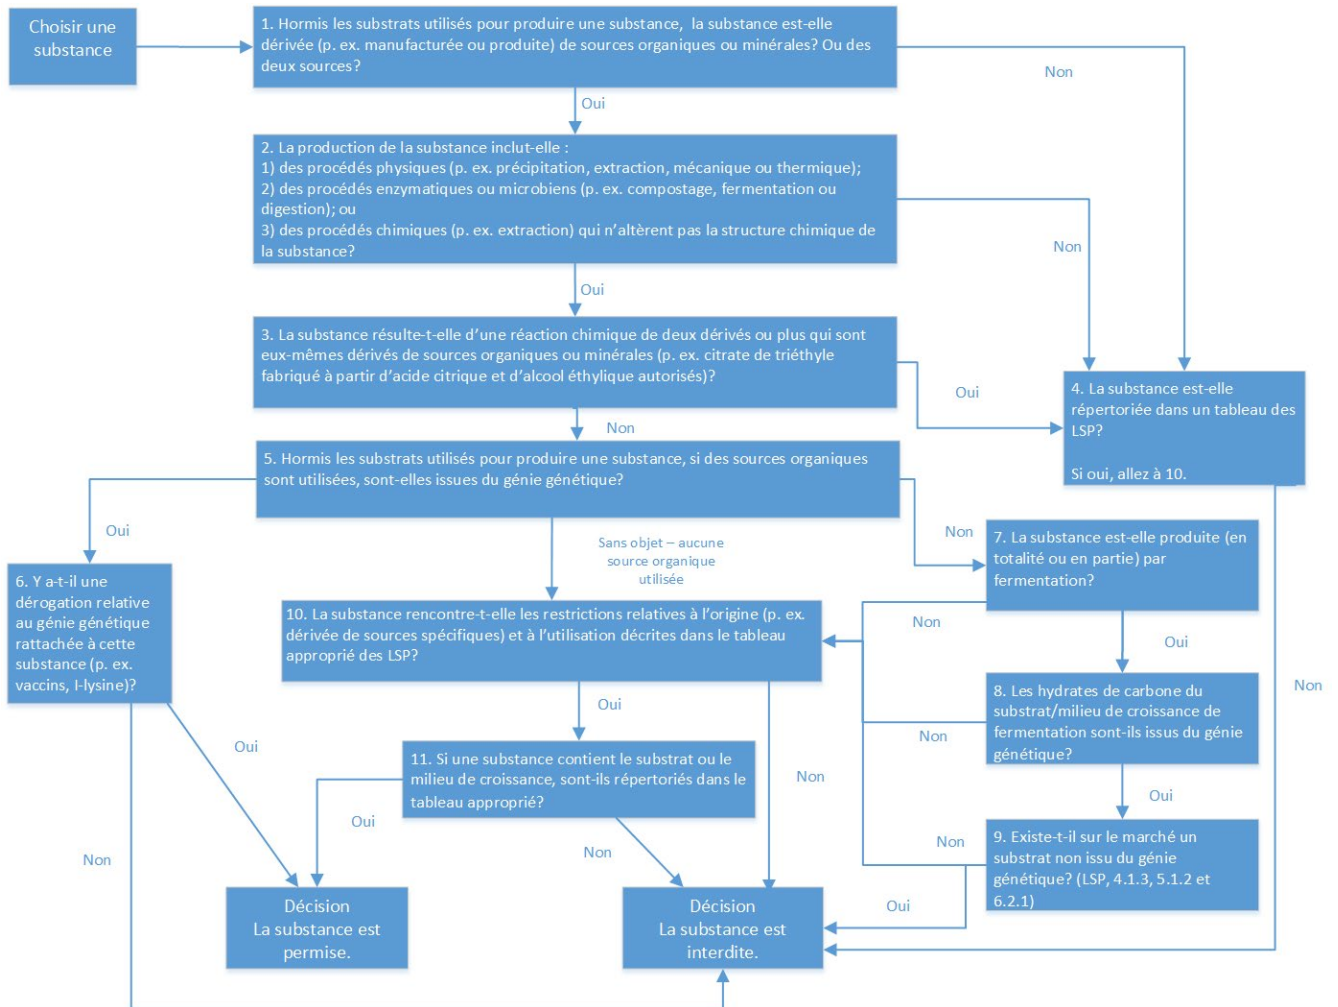 Choisir une
substance
1. Hormis les substrats utilisés pour produire une substance, la substance est-elle
dérivée (p. ex. manufacturée ou produite) de sources organiques ou minérales? Ou des
deux sources?
Non
Oui
2. La production de la substance inclut-elle :
1) des procédés physiques (p. ex. précipitation, extraction, mécanique ou thermique);
2) des procédés enzymatiques ou microbiens (p. ex. compostage, fermentation ou
digestion); ou
3) des procédés chimiques (p. ex. extraction) qui n’altèrent pas la structure chimique de
la substance?
Non
Oui
3. La substance résulte-t-elle d’une réaction chimique de deux dérivés ou plus qui sont
eux-mêmes dérivés de sources organiques ou minérales (p. ex. citrate de triéthyle
fabriqué à partir d’acide citrique et d’alcool éthylique autorisés)?
Oui
Non
4. La substance est-elle
répertoriée dans un tableau des
LSP?
Si oui, allez à 10.
Non
5. Hormis les substrats utilisés pour produire une substance, si des sources organiques
sont utilisées, sont-elles issues du génie génétique?
Oui
Sans objet – aucune
source organique
utilisée
Non
6. Y a-t-il une
dérogation relative
au génie génétique
rattachée à cette
substance (p. ex.
vaccins, l-lysine)?
Oui
Non
7. La substance est-elle produite (en
totalité ou en partie) par
fermentation?
Non
Oui
8. Les hydrates de carbone du
substrat/milieu de croissance de
fermentation sont-ils issus du génie
génétique?
Non
Oui
9. Existe-t-il sur le marché un
substrat non issu du génie
génétique? (LSP, 4.1.3, 5.1.2 et
6.2.1)
Non
Oui
10. La substance rencontre-t-elle les restrictions relatives à l’origine (p. ex.
dérivée de sources spécifiques) et à l’utilisation décrites dans le tableau
approprié des LSP?
Oui
Non
11. Si une substance contient le substrat ou le
milieu de croissance, sont-ils répertoriés dans le
tableau approprié?
Oui
Non
Décision
La substance est
permise.
Décision
La substance est
interdite.